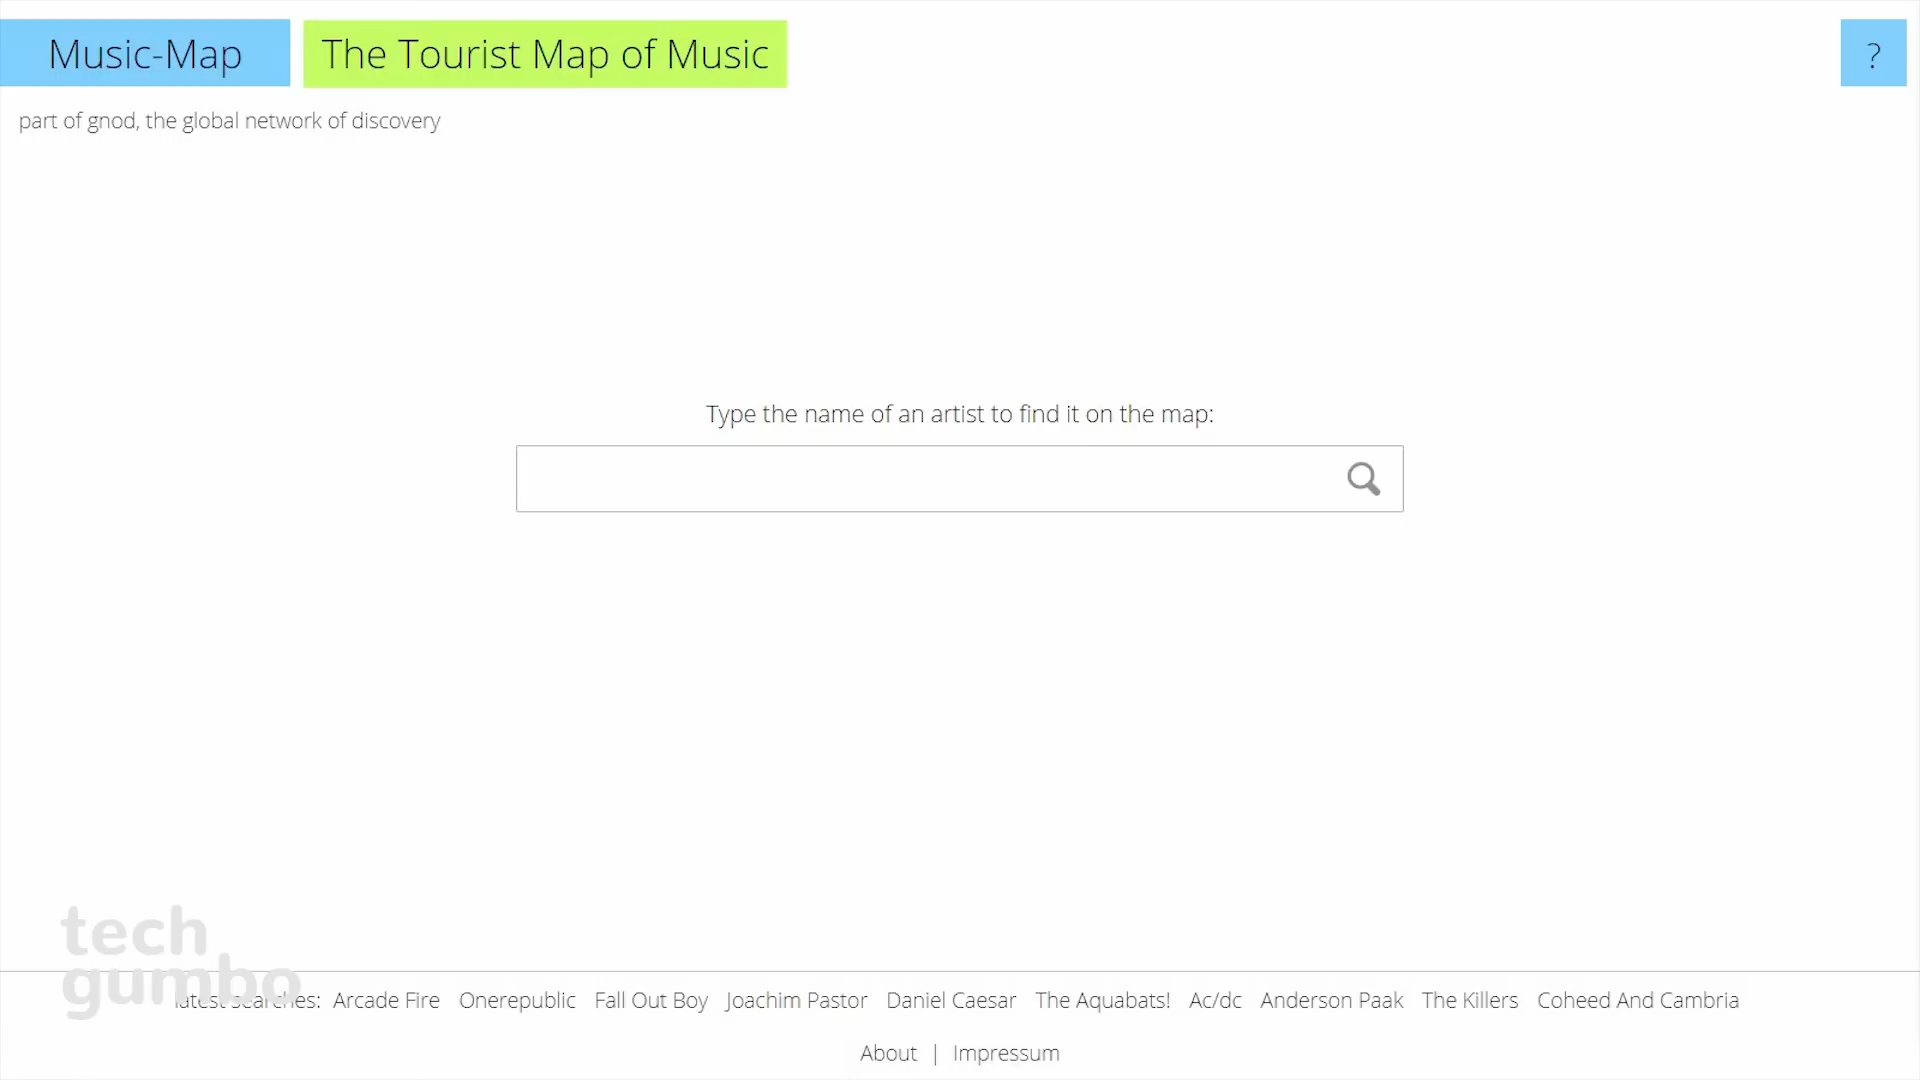 Music-Map The Tourist Map of Music ?
part of gnod, the global network of discovery
Type the name of an artist to find it on the map:
tech
gumbo
latest searches: Arcade Fire Onerepublic Fall Out Boy Joachim Pastor Daniel Caesar The Aquabats! Ac/dc Anderson Paak The Killers Coheed And Cambria
About | Impressum